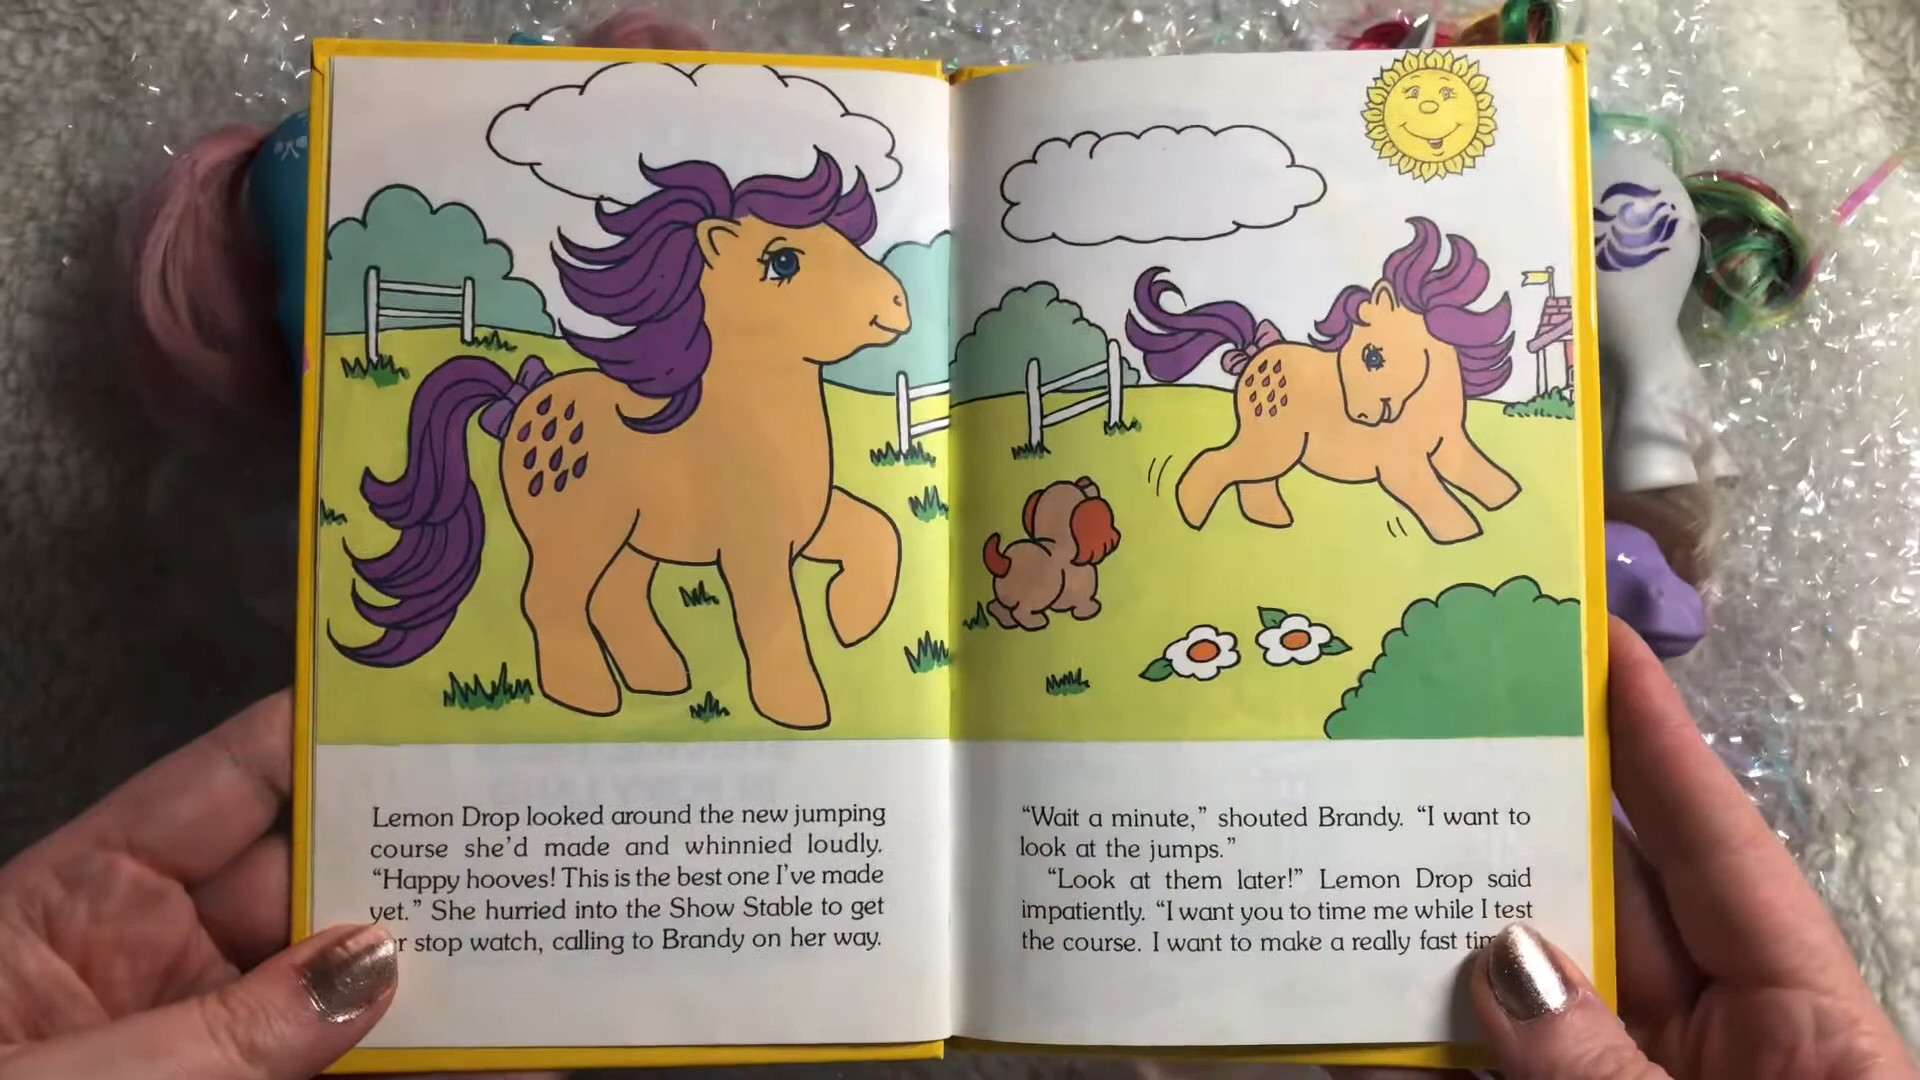 Lemon Drop looked around the new jumping
course she'd made and whinnied loudly.
“Happy hooves! This is the best one I've made
yet.” She hurried into the Show Stable to get
stop watch, calling to Brandy on her way.
“Wait a minute,” shouted Brandy. “I want to
look at the jumps.”
“Look at them later!” Lemon Drop said
impatiently. “I want you to time me while I test
the course. I want to make a really fast